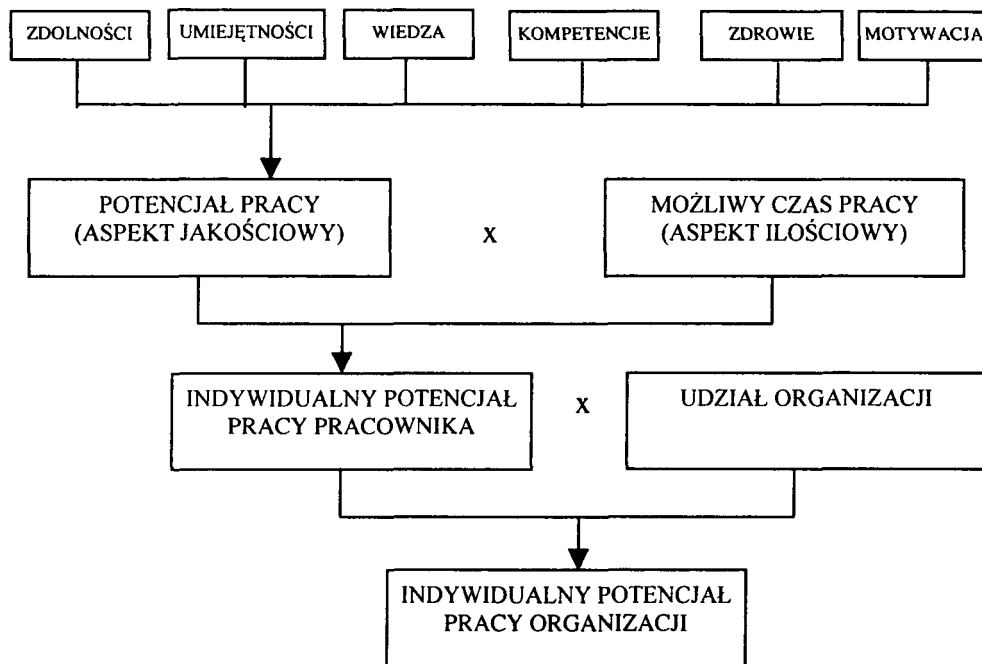 ZDOLNOŚCI UMIEJĘTNOŚCI WIEDZA KOMPETENCJE ZDROWIE MOTYWACJA
POTENCJAŁ PRACY
(ASPEKT JAKOŚCIOWY)
x
MOŻLIWY CZAS PRACY
(ASPEKT ILOŚCIOWY)
INDYWIDUALNY POTENCJAŁ
PRACY PRACOWNIKA
x
UDZIAŁ ORGANIZACJI
INDYWIDUALNY POTENCJAŁ
PRACY ORGANIZACJI